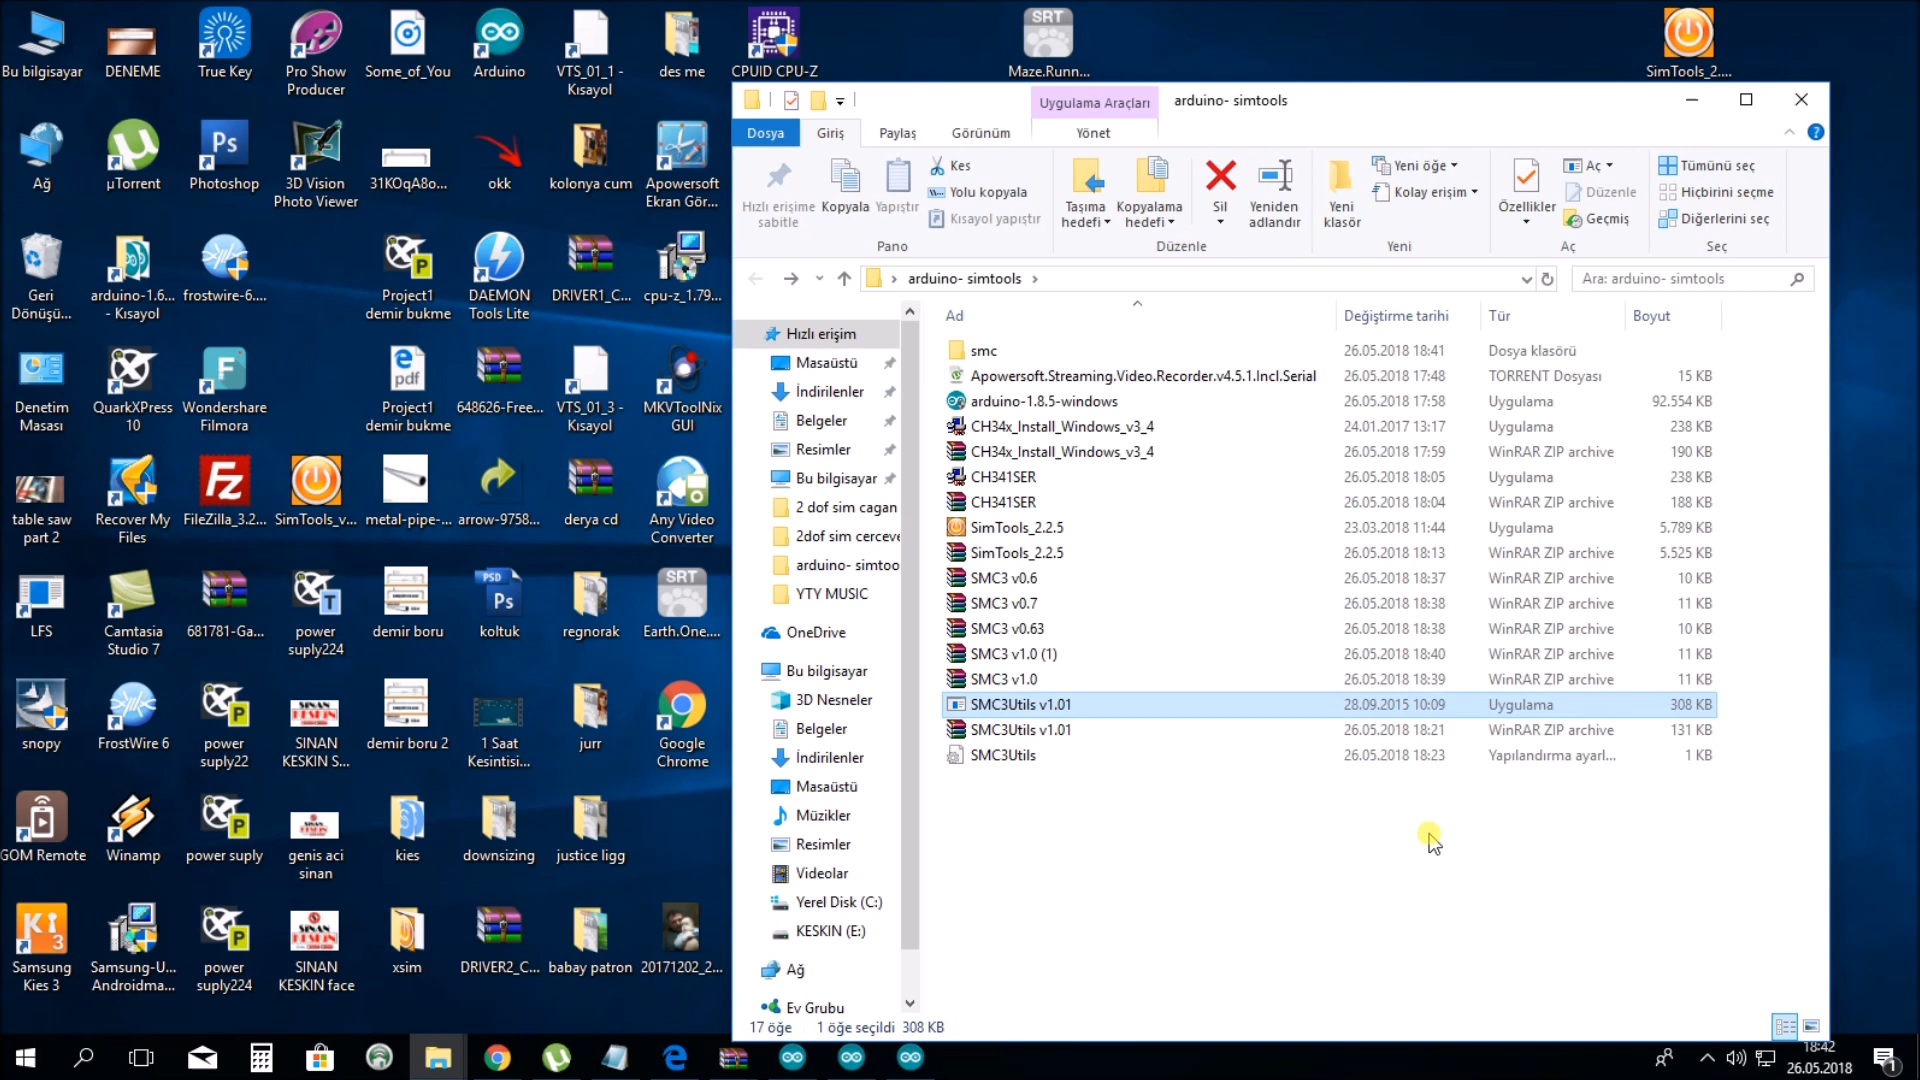 Bu bilgisayar
DENEME
True Key
Pro Show
Producer
Some_of_You
Arduino
VTS_01_1 -
Kısayol
des me
CPUID CPU-Z
SRT
Maze.Runn...
SimTools_2....
Ağ
µTorrent
Ps
Photoshop
3D Vision
Photo Viewer
31KOqA8o...
okk
kolonya cum
Apowersoft
Ekran Gör...
Geri
Dönüşü...
arduino-1.6...
- Kısayol
frostwire-6....
Project1
demir bukme
DAEMON
Tools Lite
DRIVER1_C...
cpu-z_1.79...
Denetim
Masası
QuarkXPress
10
Wondershare
Filmora
pdf
Project1
demir bukme
648626-Free...
VTS_01_3 -
Kısayol
MKVToolNix
GUI
table saw
part 2
Recover My
Files
FileZilla_3.2...
SimTools_v...
metal-pipe-...
arrow-9758...
derya cd
Any Video
Converter
LFS
Camtasia
Studio 7
681781-Ga...
power
suply224
demir boru
PSD
Ps
koltuk
regnorak
SRT
Earth.One....
snopy
FrostWire 6
power
suply22
SINAN
KESKIN
SINAN
KESKIN S...
demir boru 2
1 Saat
Kesintisi...
jurr
Google
Chrome
GOM Remote
Winamp
power suply
genis aci
sinan
kies
downsizing
justice ligg
Samsung
Kies 3
Samsung-U...
Androidma...
power
suply224
SINAN
KESKIN
SINAN
KESKIN face
xsim
DRIVER2_C...
babay patron
20171202_2...
Uygulama Araçları
arduino- simtools
Dosya
Giriş
Paylaş
Görünüm
Yönet
Hızlı erişime
sabitle
Kopyala
Yapıştır
Kes
Yolu kopyala
Kısayol yapıştır
Pano
Taşıma
hedefi
Kopyalama
hedefi
Sil
Yeniden
adlandır
Düzenle
Yeni
klasör
Yeni öğe
Kolay erişim
Yeni
Özellikler
Aç
Düzenle
Geçmiş
Aç
Tümünü seç
Hiçbirini seçme
Diğerlerini seç
Seç
arduino- simtools
Ara: arduino- simtools
Hızlı erişim
Masaüstü
İndirilenler
Belgeler
Resimler
Bu bilgisayar
2 dof sim cagan
2dof sim cerceve
arduino- simtoo
YTY MUSIC
OneDrive
Bu bilgisayar
3D Nesneler
Belgeler
İndirilenler
Masaüstü
Müzikler
Resimler
Videolar
Yerel Disk (C:)
KESKIN (E:)
Ağ
Ev Grubu
Ad Değiştirme tarihi Tür Boyut
smc 26.05.2018 18:41 Dosya klasörü
Apowersoft.Streaming.Video.Recorder.v4.5.1.Incl.Serial 26.05.2018 17:48 TORRENT Dosyası 15 KB
arduino-1.8.5-windows 26.05.2018 17:58 Uygulama 92.554 KB
CH34x_Install_Windows_v3_4 24.01.2017 13:17 Uygulama 238 KB
CH34x_Install_Windows_v3_4 26.05.2018 17:59 WinRAR ZIP archive 190 KB
CH341SER 26.05.2018 18:05 Uygulama 238 KB
CH341SER 26.05.2018 18:04 WinRAR ZIP archive 188 KB
SimTools_2.2.5 23.03.2018 11:44 Uygulama 5.789 KB
SimTools_2.2.5 26.05.2018 18:13 WinRAR ZIP archive 5.525 KB
SMC3 v0.6 26.05.2018 18:37 WinRAR ZIP archive 10 KB
SMC3 v0.7 26.05.2018 18:38 WinRAR ZIP archive 11 KB
SMC3 v0.63 26.05.2018 18:38 WinRAR ZIP archive 10 KB
SMC3 v1.0 (1) 26.05.2018 18:40 WinRAR ZIP archive 11 KB
SMC3 v1.0 26.05.2018 18:39 WinRAR ZIP archive 11 KB
SMC3Utils v1.01 28.09.2015 10:09 Uygulama 308 KB
SMC3Utils v1.01 26.05.2018 18:21 WinRAR ZIP archive 131 KB
SMC3Utils 26.05.2018 18:23 Yapılandırma ayarl... 1 KB
17 öğe 1 öğe seçildi 308 KB
18:42
26.05.2018
1